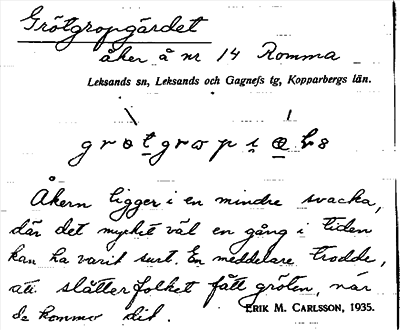 Grötgropgärdet
åker å nr 14 Romma
Leksands sn, Leksands och Gagnefs tg, Kopparbergs län.
Åkern ligger i en mindre svacka,
där det mycket väl en gång i tiden
kan ha varit surt. En meddelare trodde,
att slåtterfolket fått gröten, när
de kommo dit.
ERIK M. CARLSSON, 1935.